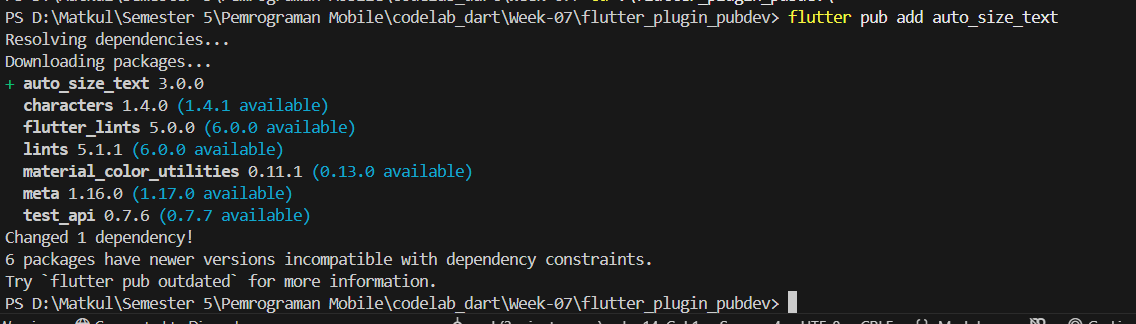 PS D:\Matkul\Semester 5\Pemrograman Mobile\codelab_dart\Week-07\flutter_plugin_pubdev> flutter pub add auto_size_text
Resolving dependencies...
Downloading packages...
+ auto_size_text 3.0.0
characters 1.4.0 (1.4.1 available)
flutter_lints 5.0.0 (6.0.0 available)
lints 5.1.1 (6.0.0 available)
material_color_utilities 0.11.1 (0.13.0 available)
meta 1.16.0 (1.17.0 available)
test_api 0.7.6 (0.7.7 available)
Changed 1 dependency!
6 packages have newer versions incompatible with dependency constraints.
Try `flutter pub outdated` for more information.
PS D:\Matkul\Semester 5\Pemrograman Mobile\codelab_dart\Week-07\flutter_plugin_pubdev>